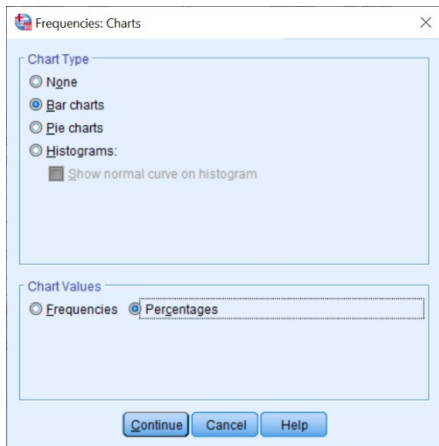 Frequencies: Charts
Chart Type
None
Bar charts
Pie charts
Histograms:
Show normal curve on histogram
Chart Values
Frequencies Percentages
Continue Cancel Help